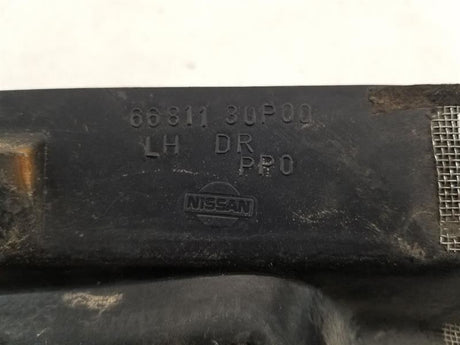 66811 30P00
LH DR
PPO
NISSAN